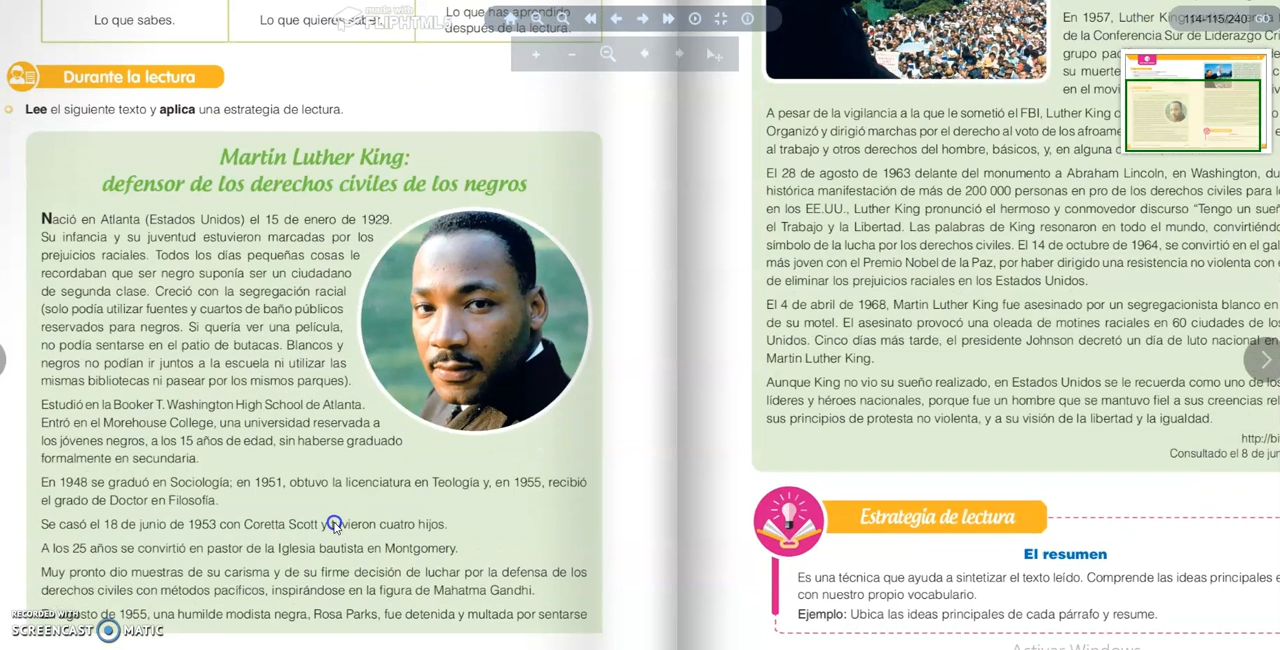 Lo que sabes.
Lo que quieres saber.
Lo que has aprendido
después de la lectura.
made with
FLIPHTML5
Durante la lectura
Lee el siguiente texto y aplica una estrategia de lectura.
Martin Luther King:
defensor de los derechos civiles de los negros
Nació en Atlanta (Estados Unidos) el 15 de enero de 1929.
Su infancia y su juventud estuvieron marcadas por los
prejuicios raciales. Todos los días pequeñas cosas le
recordaban que ser negro suponía ser un ciudadano
de segunda clase. Creció con la segregación racial
(solo podía utilizar fuentes y cuartos de baño públicos
reservados para negros. Si quería ver una película,
no podía sentarse en el patio de butacas. Blancos y
negros no podían ir juntos a la escuela ni utilizar las
mismas bibliotecas ni pasear por los mismos parques).
Estudió en la Booker T. Washington High School de Atlanta.
Entró en el Morehouse College, una universidad reservada a
los jóvenes negros, a los 15 años de edad, sin haberse graduado
formalmente en secundaria.
En 1948 se graduó en Sociología; en 1951, obtuvo la licenciatura en Teología y, en 1955, recibió
el grado de Doctor en Filosofía.
Se casó el 18 de junio de 1953 con Coretta Scott y tuvieron cuatro hijos.
A los 25 años se convirtió en pastor de la Iglesia bautista en Montgomery.
Muy pronto dio muestras de su carisma y de su firme decisión de luchar por la defensa de los
derechos civiles con métodos pacíficos, inspirándose en la figura de Mahatma Gandhi.
agosto de 1955, una humilde modista negra, Rosa Parks, fue detenida y multada por sentarse
RECORDED WITH
SCREENCAST MATIC
114-115/240 GO
En 1957, Luther King
de la Conferencia Sur de Liderazgo Cri
grupo pac
su muerte
en el movi
A pesar de la vigilancia a la que le sometió el FBI, Luther King c
Organizó y dirigió marchas por el derecho al voto de los afroame
al trabajo y otros derechos del hombre, básicos, y, en alguna c
El 28 de agosto de 1963 delante del monumento a Abraham Lincoln, en Washington, du
histórica manifestación de más de 200 000 personas en pro de los derechos civiles para lo
en los EE.UU., Luther King pronunció el hermoso y conmovedor discurso “Tengo un sueñ
el Trabajo y la Libertad. Las palabras de King resonaron en todo el mundo, convirtiéndo
símbolo de la lucha por los derechos civiles. El 14 de octubre de 1964, se convirtió en el gal
más joven con el Premio Nobel de la Paz, por haber dirigido una resistencia no violenta con e
de eliminar los prejuicios raciales en los Estados Unidos.
El 4 de abril de 1968, Martin Luther King fue asesinado por un segregacionista blanco en
de su motel. El asesinato provocó una oleada de motines raciales en 60 ciudades de los
Unidos. Cinco días más tarde, el presidente Johnson decretó un día de luto nacional en
Martin Luther King.
Aunque King no vio su sueño realizado, en Estados Unidos se le recuerda como uno de los
líderes y héroes nacionales, porque fue un hombre que se mantuvo fiel a sus creencias rel
sus principios de protesta no violenta, y a su visión de la libertad y la igualdad.
http://bi
Consultado el 8 de jun
Estrategia de lectura
El resumen
Es una técnica que ayuda a sintetizar el texto leído. Comprende las ideas principales e
con nuestro propio vocabulario.
Ejemplo: Ubica las ideas principales de cada párrafo y resume.
Activar Windows